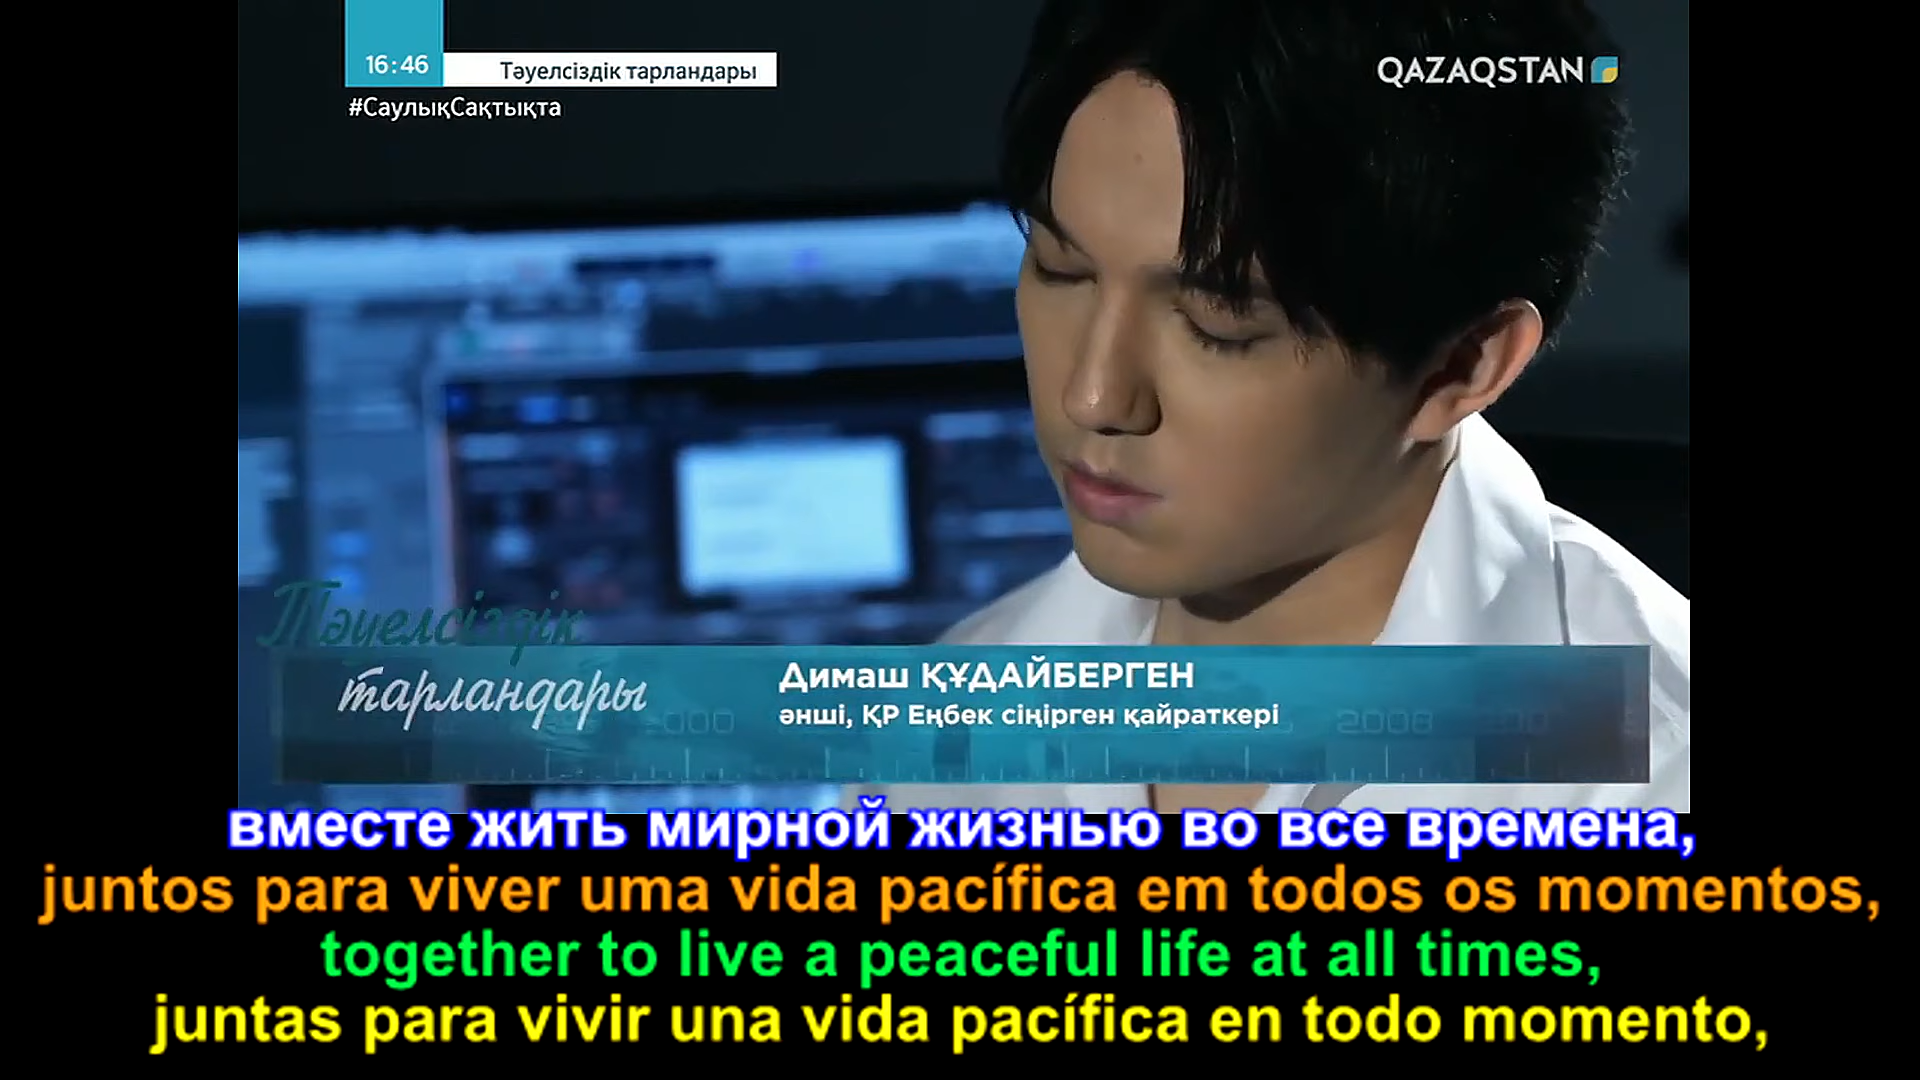 16:46
Тәуелсіздік тарландары
QAZAQSTAN
#СаулықСақтықта
Тәуелсіздік
тарландары
Димаш ҚҰДАЙБЕРГЕН
әнші, ҚР Еңбек сіңірген қайраткері
2008
вместе жить мирной жизнью во все времена,
juntos para viver uma vida pacífica em todos os momentos,
together to live a peaceful life at all times,
juntas para vivir una vida pacífica en todo momento,